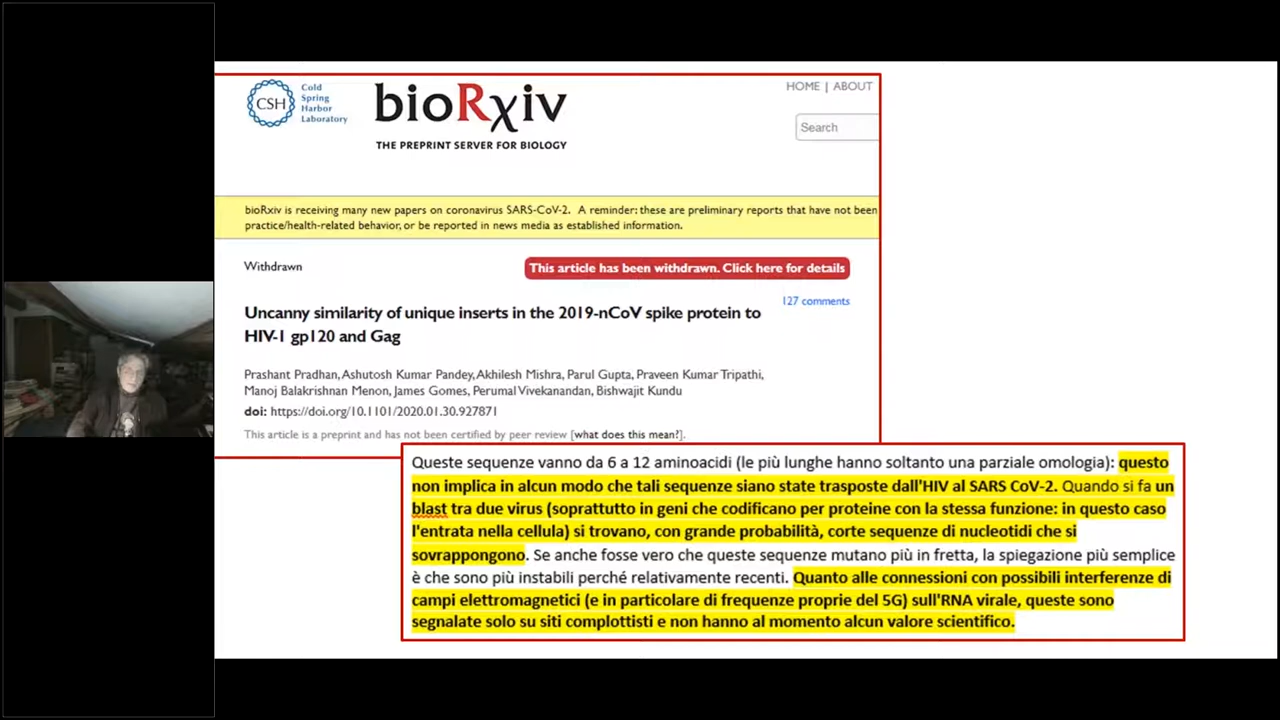 CSH
Cold
Spring
Harbor
Laboratory
bioRxiv
THE PREPRINT SERVER FOR BIOLOGY
HOME | ABOUT
Search
bioRxiv is receiving many new papers on coronavirus SARS-CoV-2. A reminder: these are preliminary reports that have not been
practice/health-related behavior, or be reported in news media as established information.
Withdrawn
This article has been withdrawn. Click here for details
127 comments
Uncanny similarity of unique inserts in the 2019-nCoV spike protein to
HIV-1 gp120 and Gag
Prashant Pradhan, Ashutosh Kumar Pandey, Akhilesh Mishra, Parul Gupta, Praveen Kumar Tripathi,
Manoj Balakrishnan Menon, James Gomes, Perumal Vivekanandan, Bishwajit Kundu
doi: https://doi.org/10.1101/2020.01.30.927871
This article is a preprint and has not been certified by peer review [what does this mean?].
Queste sequenze vanno da 6 a 12 aminoacidi (le più lunghe hanno soltanto una parziale omologia): questo
non implica in alcun modo che tali sequenze siano state trasposte dall'HIV al SARS CoV-2. Quando si fa un
blast tra due virus (soprattutto in geni che codificano per proteine con la stessa funzione: in questo caso
l'entrata nella cellula) si trovano, con grande probabilità, corte sequenze di nucleotidi che si
sovrappongono. Se anche fosse vero che queste sequenze mutano più in fretta, la spiegazione più semplice
è che sono più instabili perché relativamente recenti. Quanto alle connessioni con possibili interferenze di
campi elettromagnetici (e in particolare di frequenze proprie del 5G) sull'RNA virale, queste sono
segnalate solo su siti complottisti e non hanno al momento alcun valore scientifico.